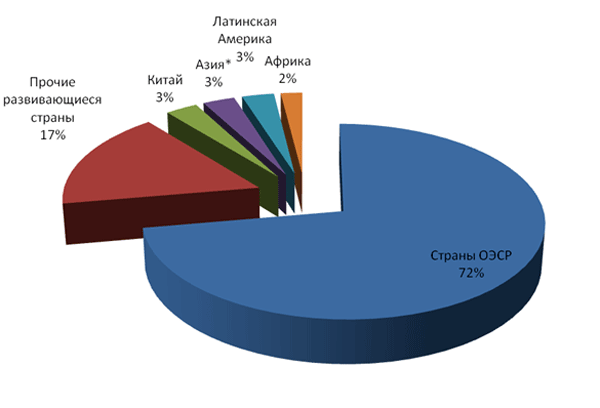 Латинская
Америка
3%
Африка
2%
Азия*
3%
Китай
3%
Прочие
развивающиеся
страны
17%
Страны ОЭСР
72%